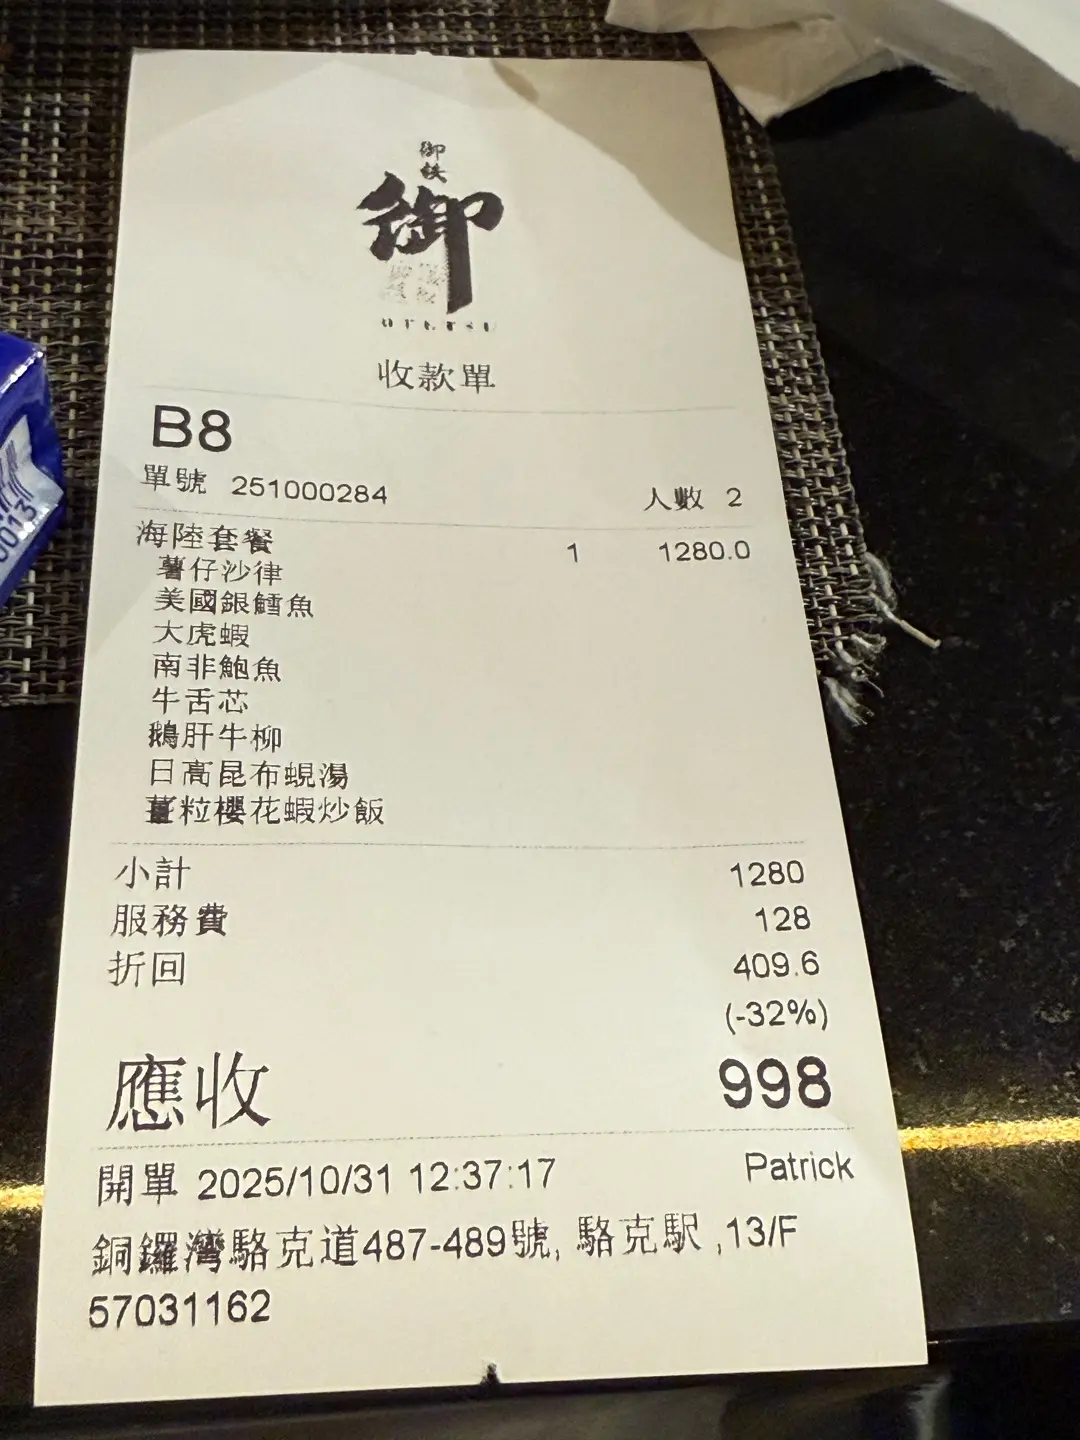 御鉄
御
収款單
B8
單號 251000284 人數 2
海陸套餐 1 1280.0
薯仔沙律
美國銀鱈魚
大虎蝦
南非鮑魚
牛舌芯
鵝肝牛柳
日高昆布蜆湯
薑粒櫻花蝦炒飯
小計 1280
服務費 128
折回 409.6
(-32%)
應收 998
開單 2025/10/31 12:37:17 Patrick
銅鑼灣駱克道487-489號, 駱克駅 ,13/F
57031162
0013